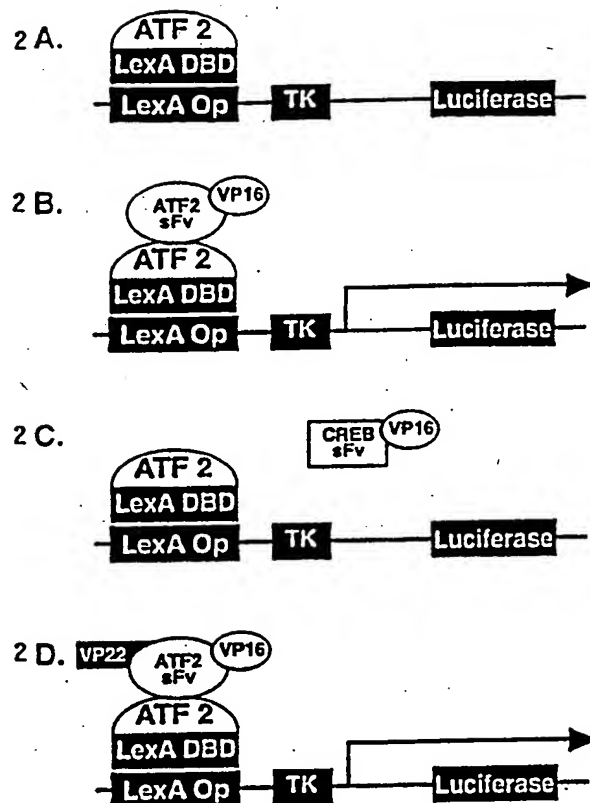 2 A.
ATF 2
LexA DBD
LexA Op TK Luciferase
2 B.
VP16
ATF2
sFv
ATF 2
LexA DBD
LexA Op TK Luciferase
2 C.
CREB
sFv
VP16
ATF 2
LexA DBD
LexA Op TK Luciferase
2 D.
VP22
ATF2
sFv
VP16
ATF 2
LexA DBD
LexA Op TK Luciferase